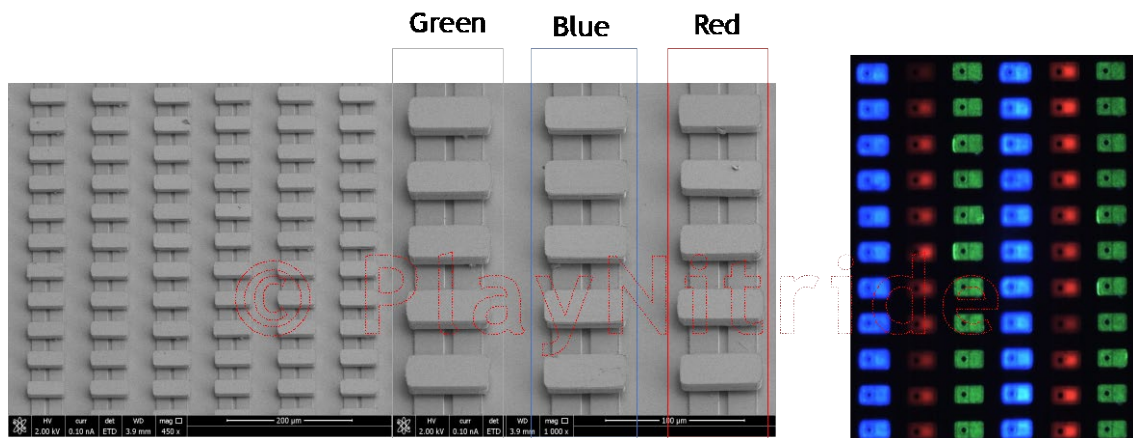 Green Blue Red
© PlayNitride
HV curr det WD mag □ 200 µm
2.00 kV 0.10 nA ETD 3.9 mm 450 x
HV curr det WD mag □ 100 µm
2.00 kV 0.10 nA ETD 3.9 mm 1 000 x